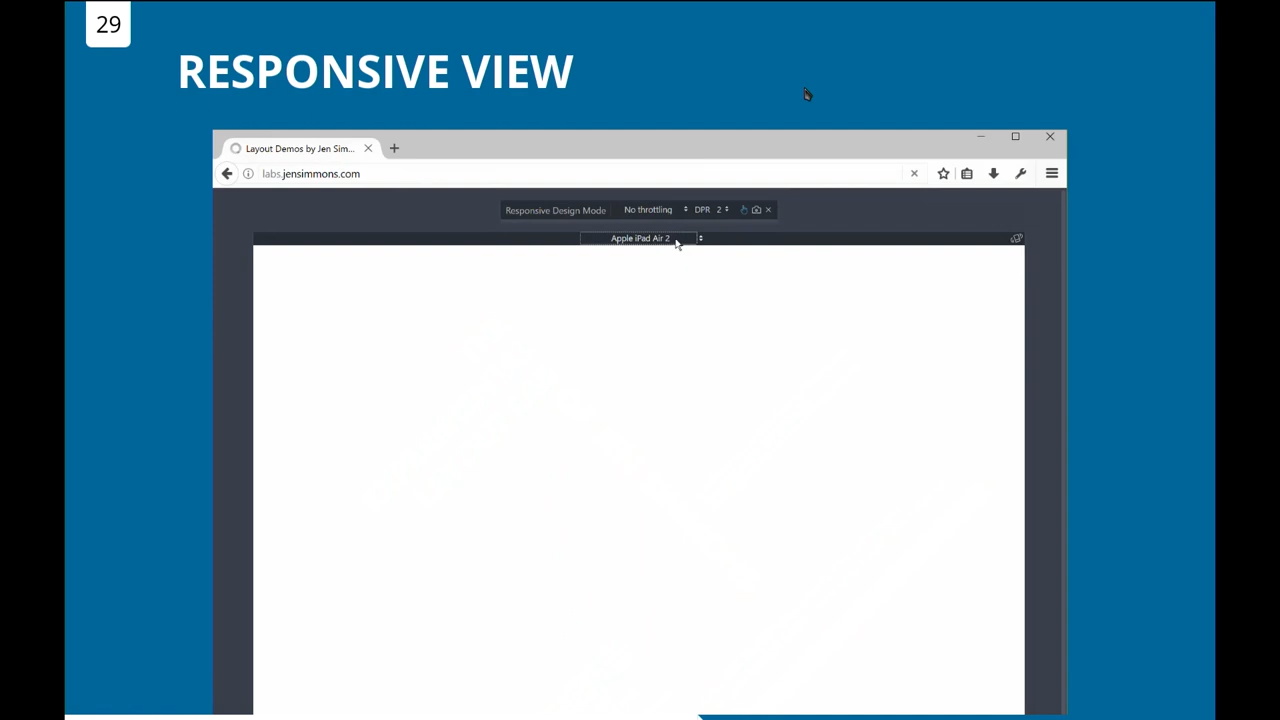 29
RESPONSIVE VIEW
Layout Demos by Jen Sim...
labs.jensimmons.com
Responsive Design Mode No throttling DPR 2
Apple iPad Air 2